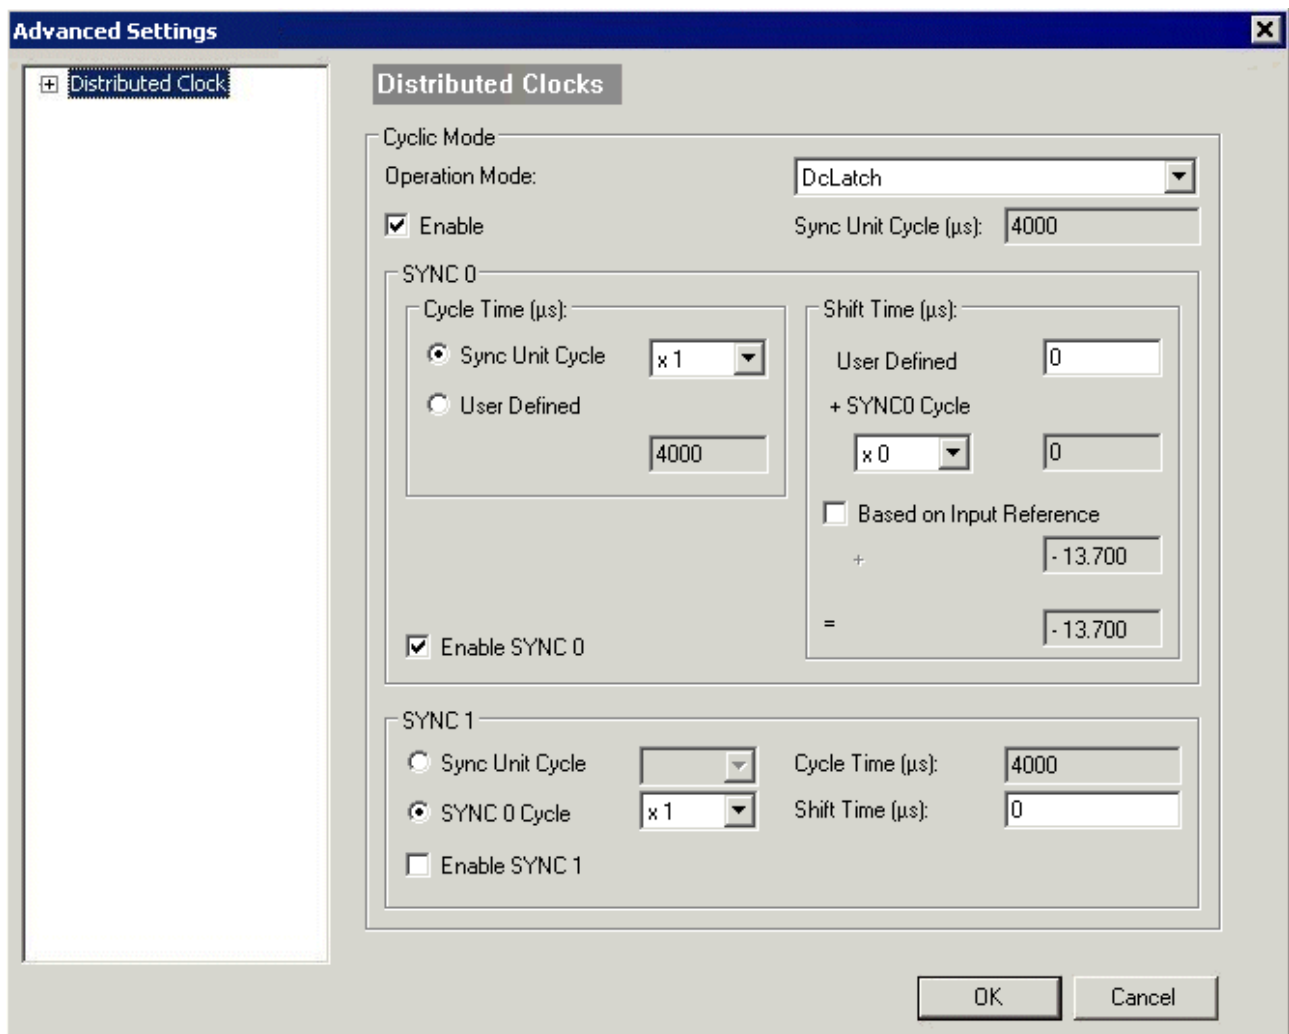 Advanced Settings
Distributed Clock
Distributed Clocks
Cyclic Mode
Operation Mode: DcLatch
Enable Sync Unit Cycle (µs): 4000
SYNC 0
Cycle Time (µs): Shift Time (µs):
Sync Unit Cycle x 1 User Defined 0
User Defined + SYNC0 Cycle
4000 x 0 0
Based on Input Reference
+ - 13.700
= - 13.700
Enable SYNC 0
SYNC 1
Sync Unit Cycle Cycle Time (µs): 4000
SYNC 0 Cycle x 1 Shift Time (µs): 0
Enable SYNC 1
OK Cancel